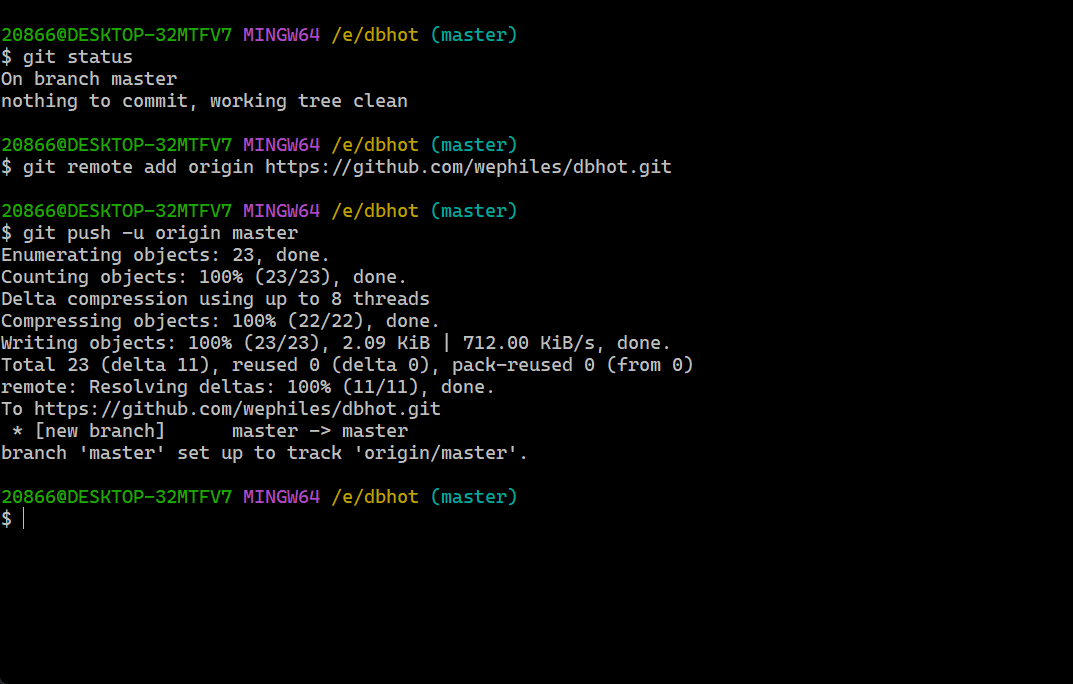 20866@DESKTOP-32MTFV7 MINGW64 /e/dbhot (master)
$ git status
On branch master
nothing to commit, working tree clean
20866@DESKTOP-32MTFV7 MINGW64 /e/dbhot (master)
$ git remote add origin https://github.com/wephiles/dbhot.git
20866@DESKTOP-32MTFV7 MINGW64 /e/dbhot (master)
$ git push -u origin master
Enumerating objects: 23, done.
Counting objects: 100% (23/23), done.
Delta compression using up to 8 threads
Compressing objects: 100% (22/22), done.
Writing objects: 100% (23/23), 2.09 KiB | 712.00 KiB/s, done.
Total 23 (delta 11), reused 0 (delta 0), pack-reused 0 (from 0)
remote: Resolving deltas: 100% (11/11), done.
To https://github.com/wephiles/dbhot.git
 * [new branch]      master -> master
branch 'master' set up to track 'origin/master'.
20866@DESKTOP-32MTFV7 MINGW64 /e/dbhot (master)
$